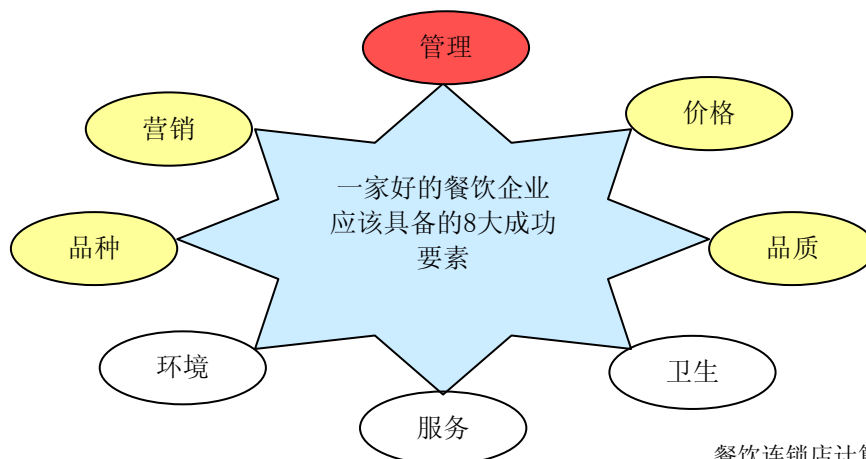 管理
营销
价格
一家好的餐饮企业
应该具备的8大成功
要素
品种
品质
环境
卫生
服务
餐饮连锁店计